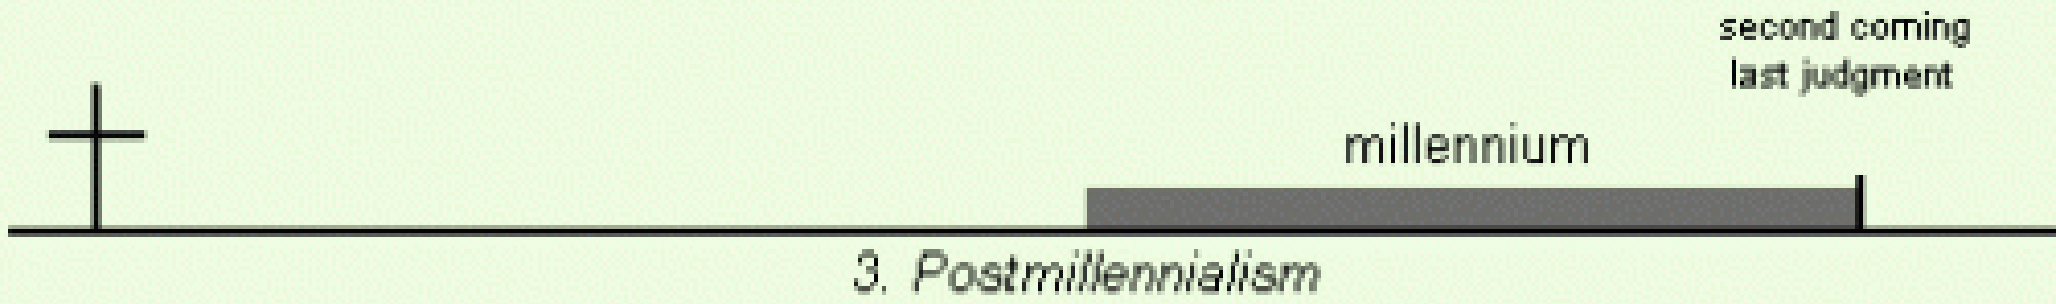 second coming
last judgment
millennium
3. Postmillennialism